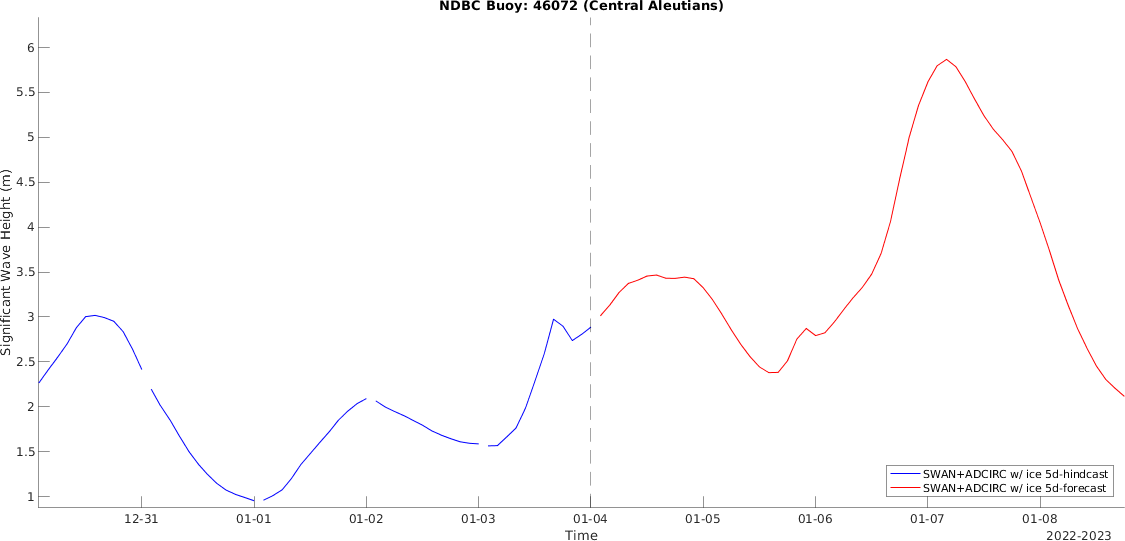 NDBC Buoy: 46072 (Central Aleutians)
6
5.5
5
4.5
4
3.5
3
2.5
2
1.5
1
Significant Wave Height (m)
SWAN+ADCIRC w/ ice 5d-hindcast
SWAN+ADCIRC w/ ice 5d-forecast
12-31 01-01 01-02 01-03 01-04 01-05 01-06 01-07 01-08
Time
2022-2023